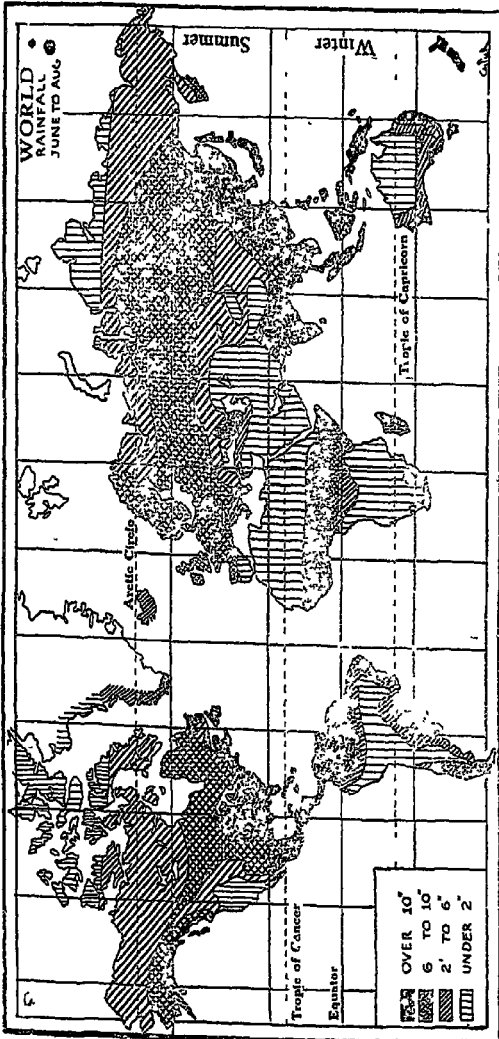 WORLD
RAINFALL
JUNE TO AUG
Summer
Winter
Arctic Circle
Tropic of Cancer
Equator
Tropic of Capricorn
OVER 10"
6 TO 10"
2' TO 6"
UNDER 2"